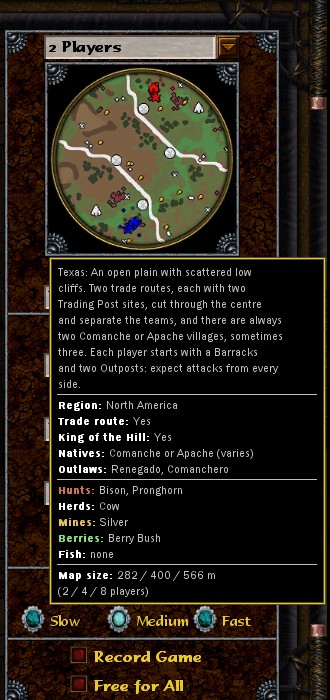 2 Players
Texas: An open plain with scattered low
cliffs. Two trade routes, each with two
Trading Post sites, cut through the centre
and separate the teams, and there are always
two Comanche or Apache villages, sometimes
three. Each player starts with a Barracks
and two Outposts: expect attacks from every
side.
Region: North America
Trade route: Yes
King of the Hill: Yes
Natives: Comanche or Apache (varies)
Outlaws: Renegado, Comanchero
Hunts: Bison, Pronghorn
Herds: Cow
Mines: Silver
Berries: Berry Bush
Fish: none
Map size: 282 / 400 / 566 m
(2 / 4 / 8 players)
Slow Medium Fast
Record Game
Free for All